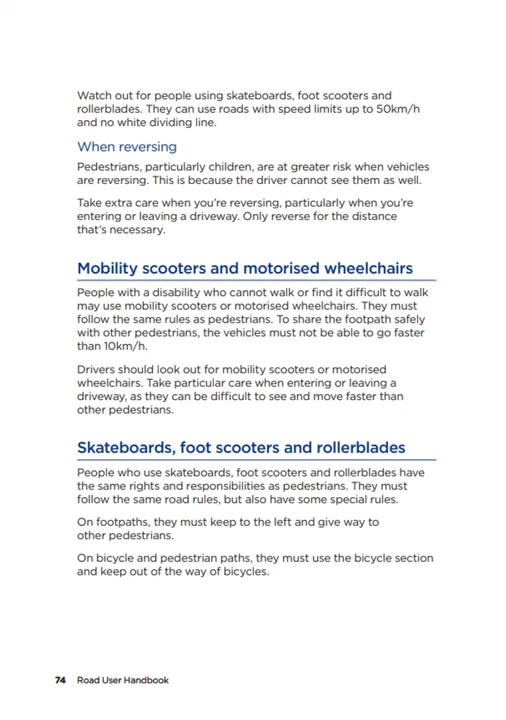 Watch out for people using skateboards, foot scooters and
rollerblades. They can use roads with speed limits up to 50km/h
and no white dividing line.
When reversing
Pedestrians, particularly children, are at greater risk when vehicles
are reversing. This is because the driver cannot see them as well.
Take extra care when you’re reversing, particularly when you’re
entering or leaving a driveway. Only reverse for the distance
that’s necessary.
Mobility scooters and motorised wheelchairs
People with a disability who cannot walk or find it difficult to walk
may use mobility scooters or motorised wheelchairs. They must
follow the same rules as pedestrians. To share the footpath safely
with other pedestrians, the vehicles must not be able to go faster
than 10km/h.
Drivers should look out for mobility scooters or motorised
wheelchairs. Take particular care when entering or leaving a
driveway, as they can be difficult to see and move faster than
other pedestrians.
Skateboards, foot scooters and rollerblades
People who use skateboards, foot scooters and rollerblades have
the same rights and responsibilities as pedestrians. They must
follow the same road rules, but also have some special rules.
On footpaths, they must keep to the left and give way to
other pedestrians.
On bicycle and pedestrian paths, they must use the bicycle section
and keep out of the way of bicycles.
74 Road User Handbook